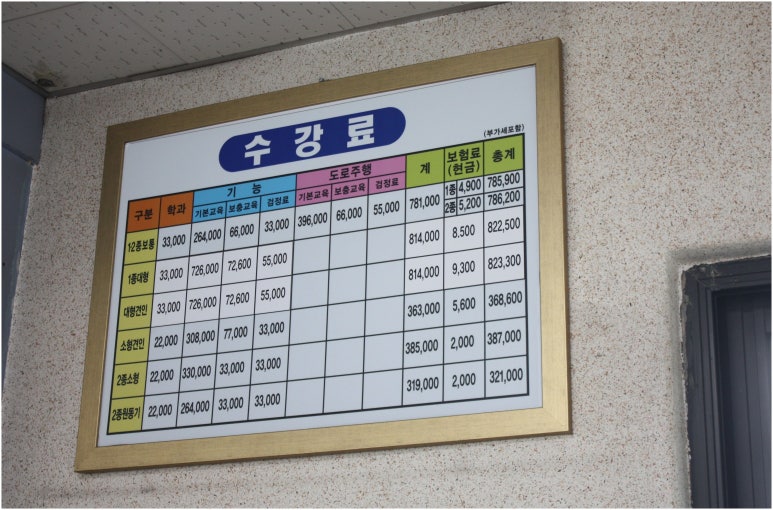 수강료
(부가세포함)
구분 학과 기능 도로주행 계 보험료 (현금) 총계
기본교육 보충교육 검정료 기본교육 보충교육 검정료
12종보통 33,000 264,000 66,000 33,000 396,000 66,000 55,000 781,000 1종 4,900 785,900
2종 5,200 786,200
1종대형 33,000 726,000 72,600 55,000 814,000 8.500 822,500
대형견인 33,000 726,000 72,600 55,000 814,000 9,300 823,300
소형견인 22,000 308,000 77,000 33,000 363,000 5,600 368,600
2종소형 22,000 330,000 33,000 33,000 385,000 2,000 387,000
2종원동기 22,000 264,000 33,000 33,000 319,000 2,000 321,000